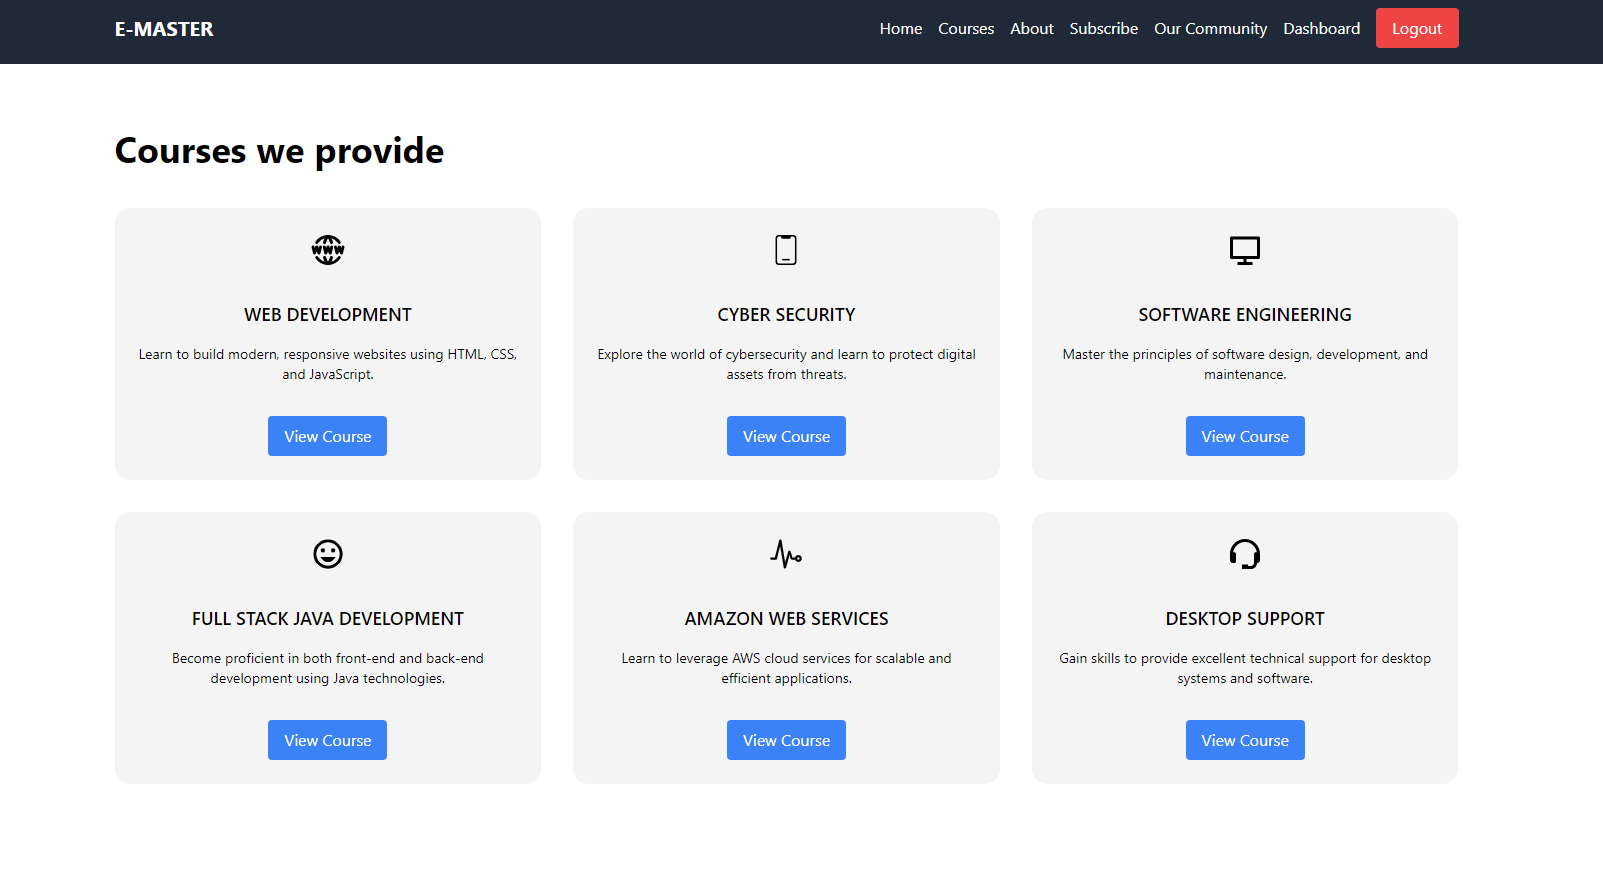 E-MASTER
Home Courses About Subscribe Our Community Dashboard Logout
Courses we provide
WWW
WEB DEVELOPMENT
Learn to build modern, responsive websites using HTML, CSS,
and JavaScript.
View Course
CYBER SECURITY
Explore the world of cybersecurity and learn to protect digital
assets from threats.
View Course
SOFTWARE ENGINEERING
Master the principles of software design, development, and
maintenance.
View Course
FULL STACK JAVA DEVELOPMENT
Become proficient in both front-end and back-end
development using Java technologies.
View Course
AMAZON WEB SERVICES
Learn to leverage AWS cloud services for scalable and
efficient applications.
View Course
DESKTOP SUPPORT
Gain skills to provide excellent technical support for desktop
systems and software.
View Course